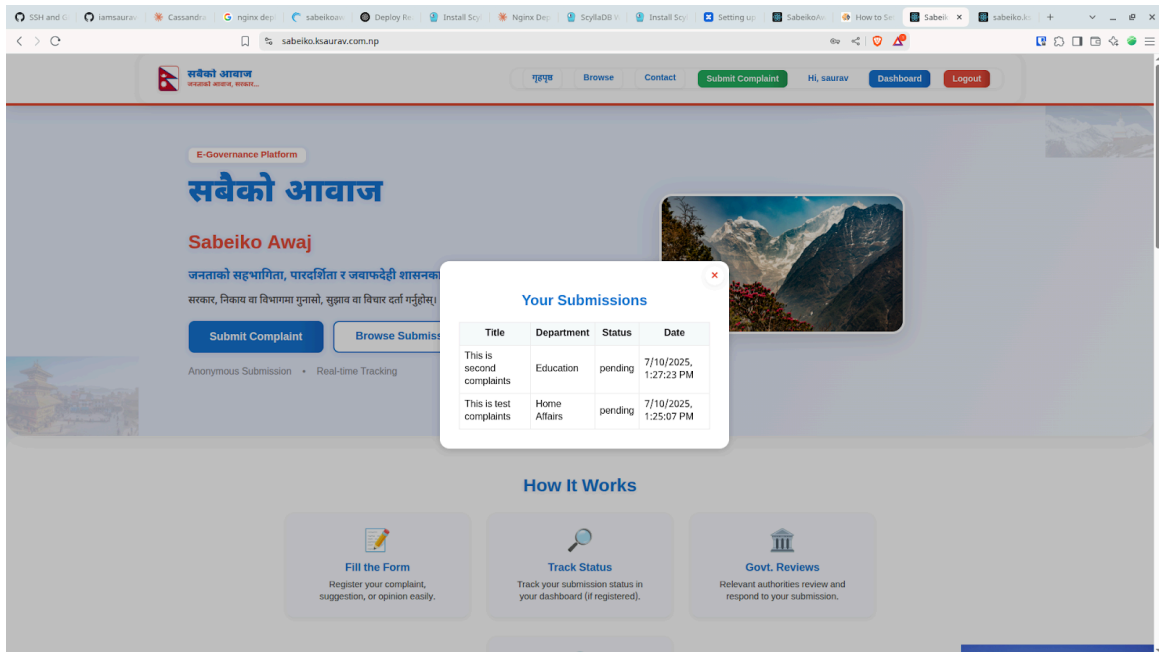 SSH and G
iamsaurav
Cassandra
nginx dep
sabeikoaw
Deploy Re
Install Scyl
Nginx Dep
ScyllaDB
Install Scyl
Setting up
SabeikoAw
How to Se
Sabeik
sabeiko.ks
sabeiko.ksaurav.com.np
सबैको आवाज
जनताको आवाज, सरकार...
गृहपृष्ठ
Browse
Contact
Submit Complaint
Hi, saurav
Dashboard
Logout
E-Governance Platform
सबैको आवाज
Sabeiko Awaj
जनताको सहभागिता, पारदर्शिता र जवाफदेही शासनका
सरकार, निकाय वा विभागमा गुनासो, सुझाव वा विचार दर्ता गर्नुहोस्।
Submit Complaint
Browse Submiss
Anonymous Submission • Real-time Tracking
×
Your Submissions
Title Department Status Date
This is second complaints Education pending 7/10/2025, 1:27:23 PM
This is test complaints Home Affairs pending 7/10/2025, 1:25:07 PM
How It Works
Fill the Form
Register your complaint,
suggestion, or opinion easily.
Track Status
Track your submission status in
your dashboard (if registered).
Govt. Reviews
Relevant authorities review and
respond to your submission.